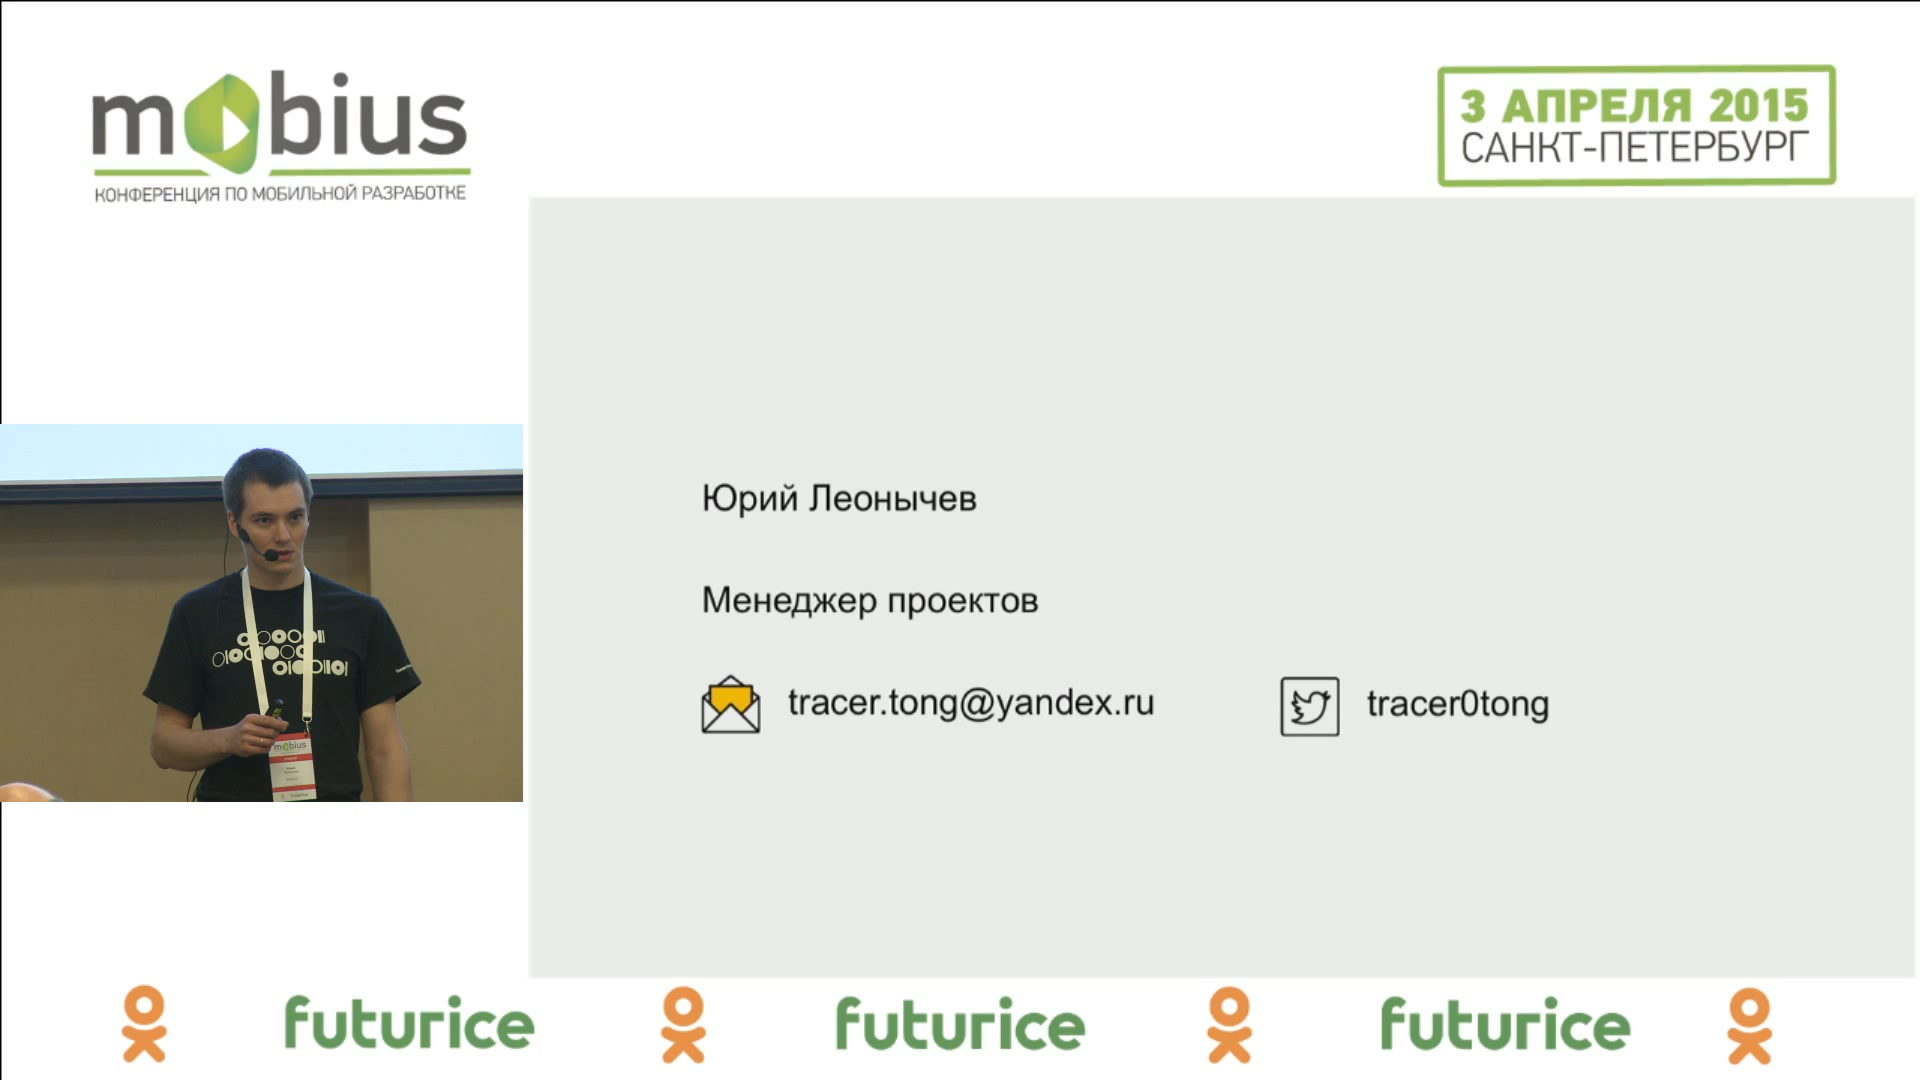 mobius
КОНФЕРЕНЦИЯ ПО МОБИЛЬНОЙ РАЗРАБОТКЕ
3 АПРЕЛЯ 2015
САНКТ-ПЕТЕРБУРГ
Юрий Леонычев
Менеджер проектов
tracer.tong@yandex.ru
tracer0tong
mobius
futurice futurice futurice